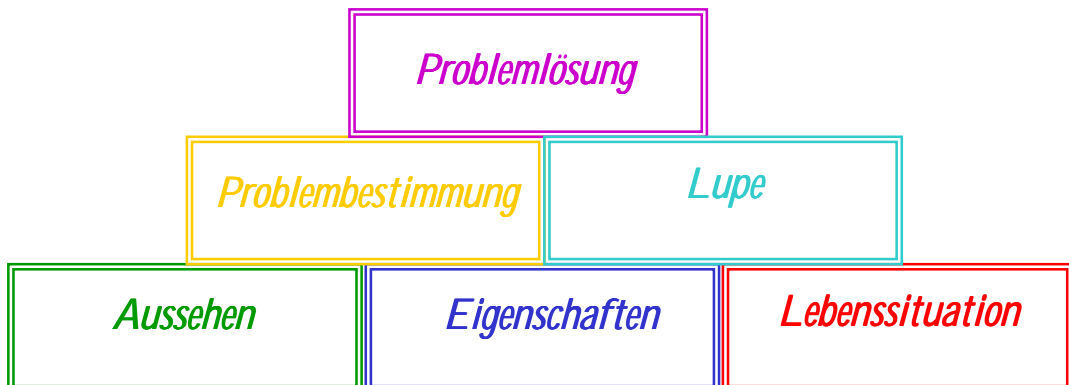 Problemlösung
Problembestimmung
Lupe
Aussehen
Eigenschaften
Lebenssituation